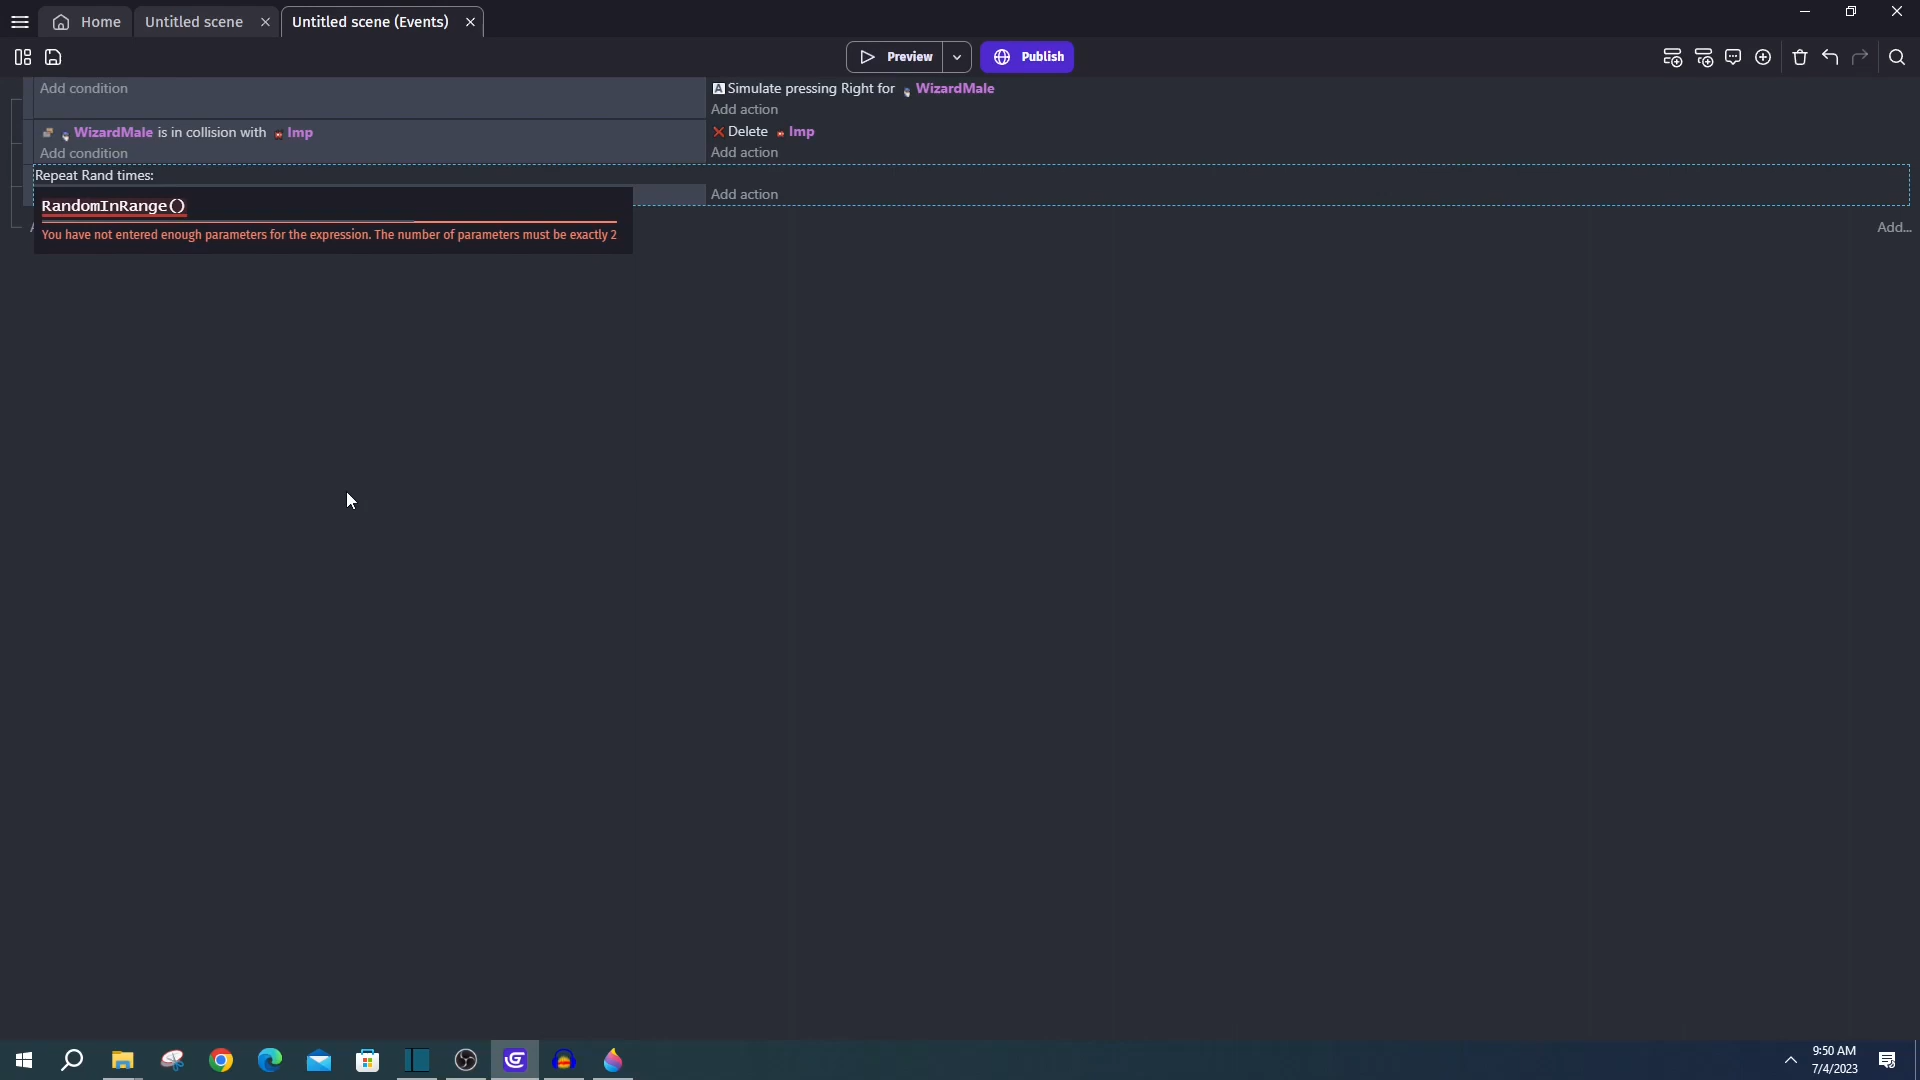 Home
Untitled scene
Untitled scene (Events)
Preview
Publish
Add condition
Simulate pressing Right for WizardMale
Add action
WizardMale is in collision with Imp
Delete Imp
Add condition
Add action
Repeat Rand times:
RandomInRange()
Add action
You have not entered enough parameters for the expression. The number of parameters must be exactly 2
Add...
9:50 AM
7/4/2023